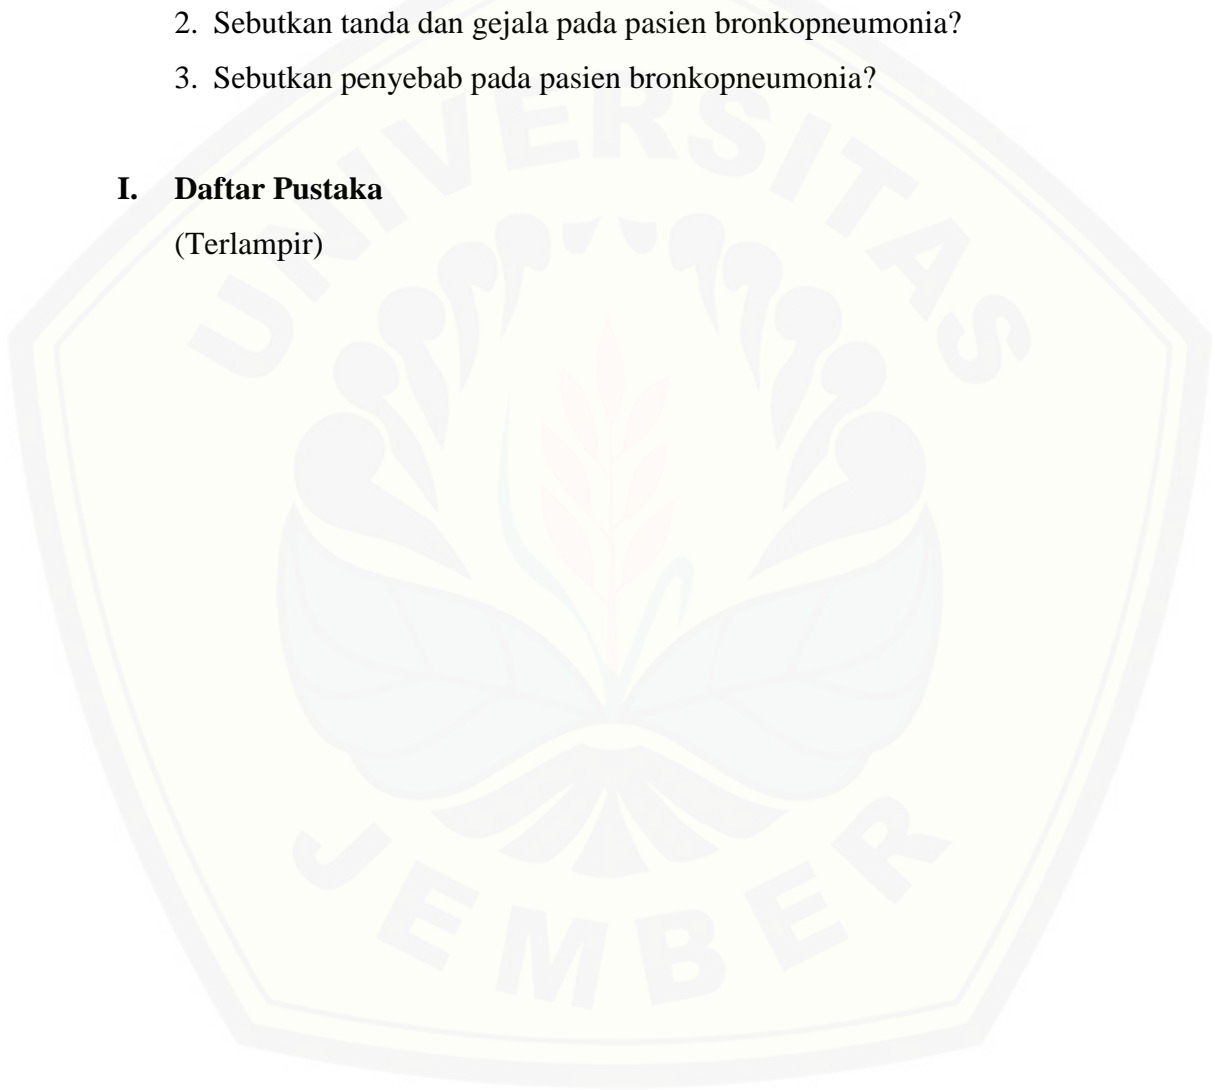 2. Sebutkan tanda dan gejala pada pasien bronkopneumonia?
3. Sebutkan penyebab pada pasien bronkopneumonia?
I. Daftar Pustaka
(Terlampir)
UNIVERSITAS
JEMBER